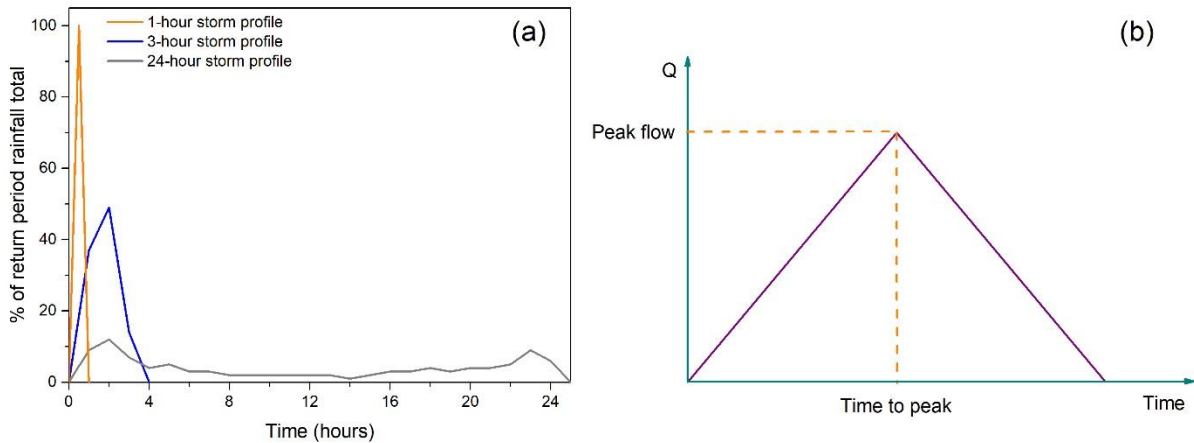 (a)
1-hour storm profile
3-hour storm profile
24-hour storm profile
% of return period rainfall total
100
80
60
40
20
0
0
4
8
12
16
20
24
Time (hours)
(b)
Q
Peak flow
Time to peak
Time